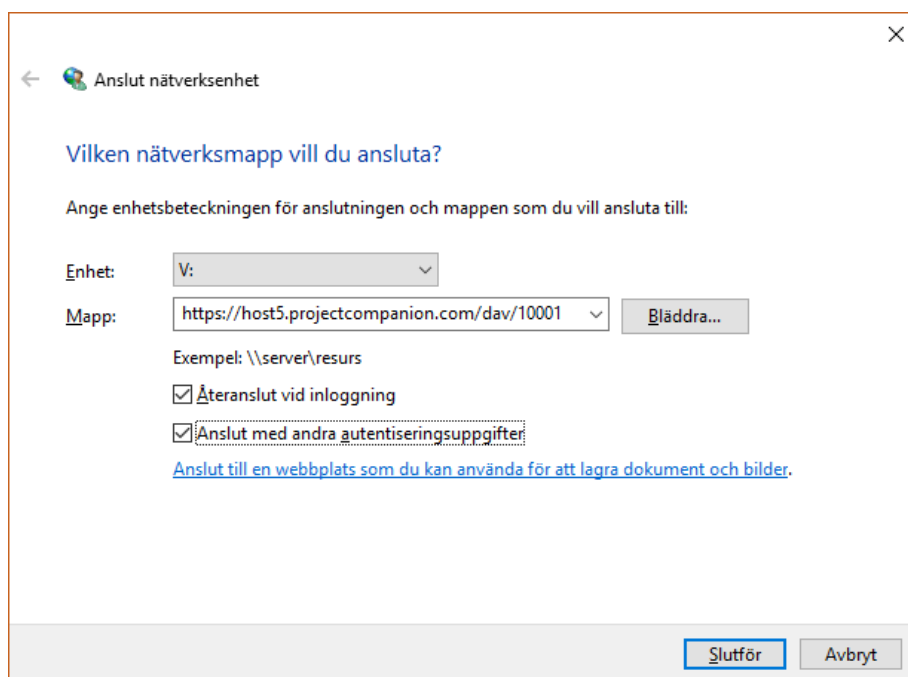 Anslut nätverksenhet
Vilken nätverksmapp vill du ansluta?
Ange enhetsbeteckningen för anslutningen och mappen som du vill ansluta till:
Enhet: V:
Mapp: https://host5.projectcompanion.com/dav/10001 Bläddra...
Exempel: \\server\resurs
Återanslut vid inloggning
Anslut med andra autentiseringsuppgifter
Anslut till en webbplats som du kan använda för att lagra dokument och bilder.
Slutför Avbryt